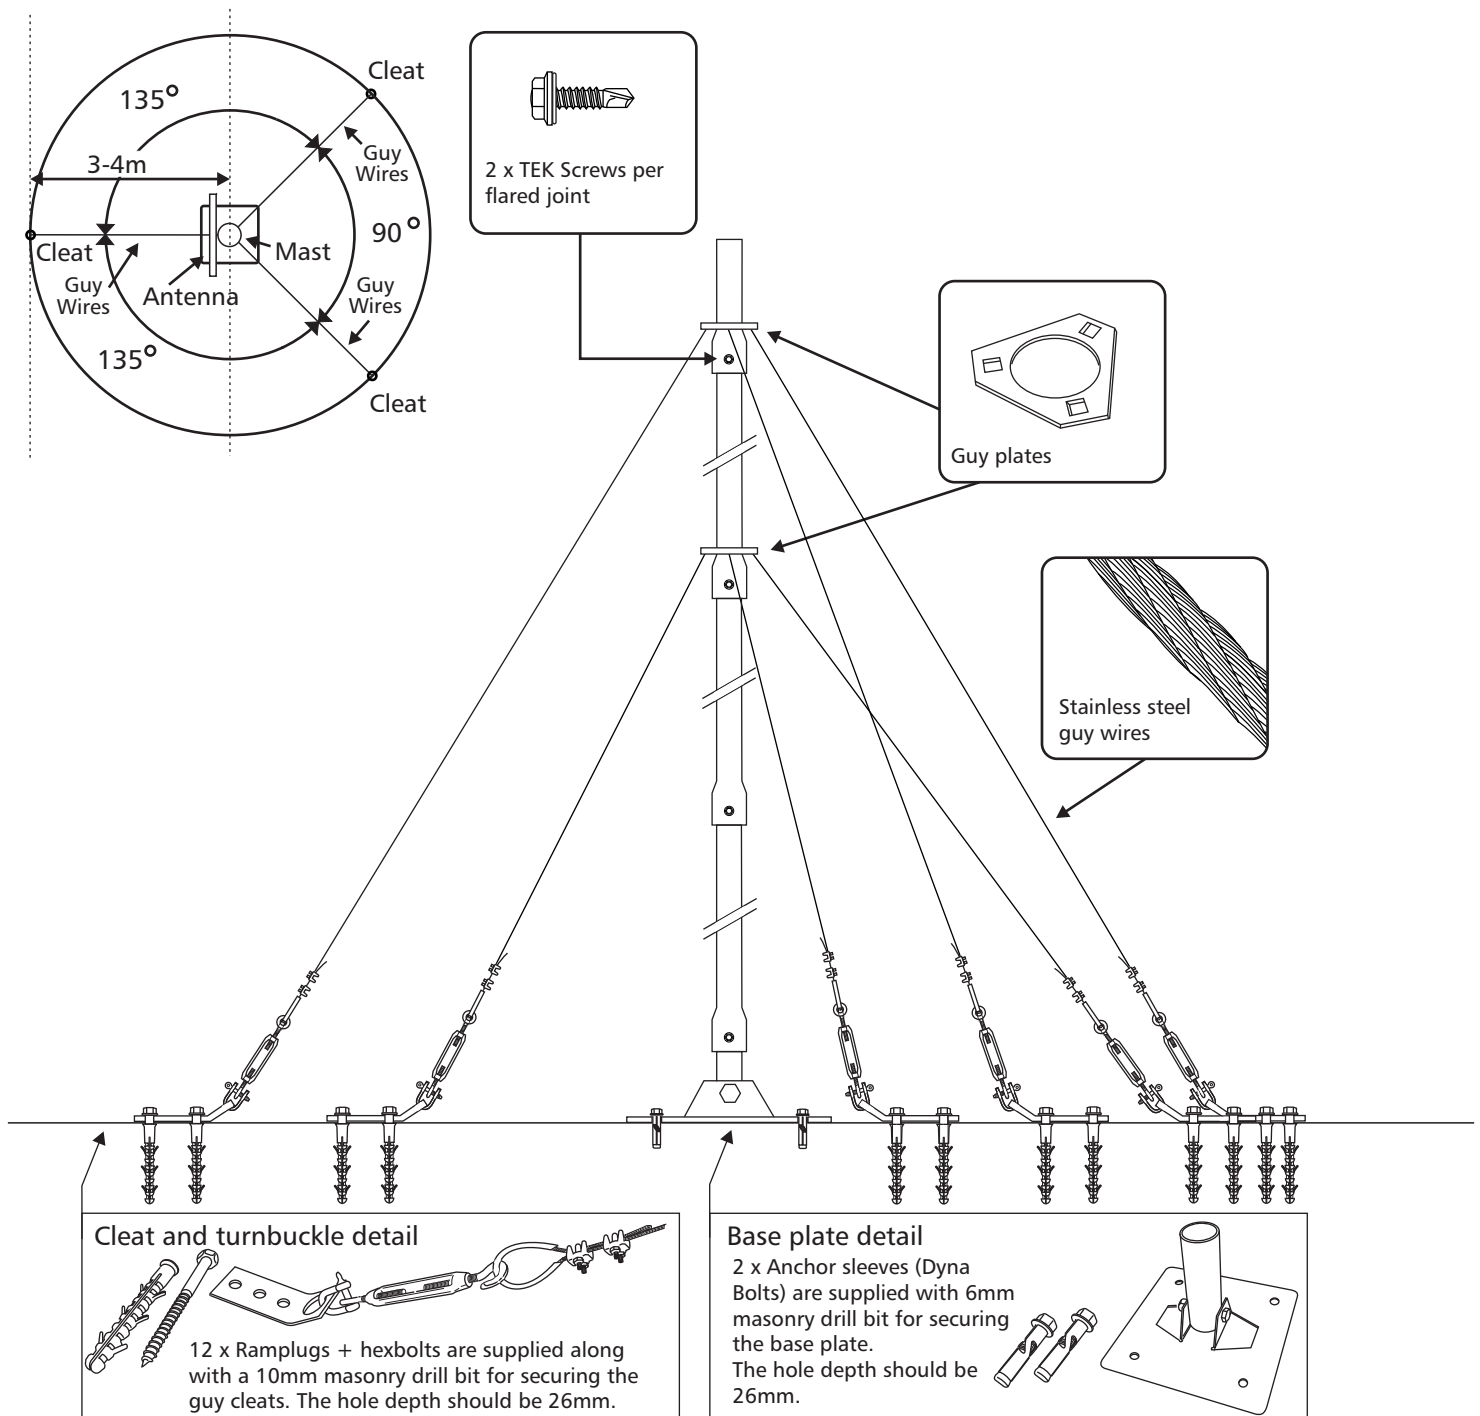 Cleat
135°
Guy
Wires
3-4m
90°
Cleat
Mast
Guy
Wires
Antenna
Guy
Wires
135°
Cleat
2 x TEK Screws per
flared joint
Guy plates
Stainless steel
guy wires
Cleat and turnbuckle detail
12 x Ramplugs + hexbolts are supplied along
with a 10mm masonry drill bit for securing the
guy cleats. The hole depth should be 26mm.
Base plate detail
2 x Anchor sleeves (Dyna
Bolts) are supplied with 6mm
masonry drill bit for securing
the base plate.
The hole depth should be
26mm.